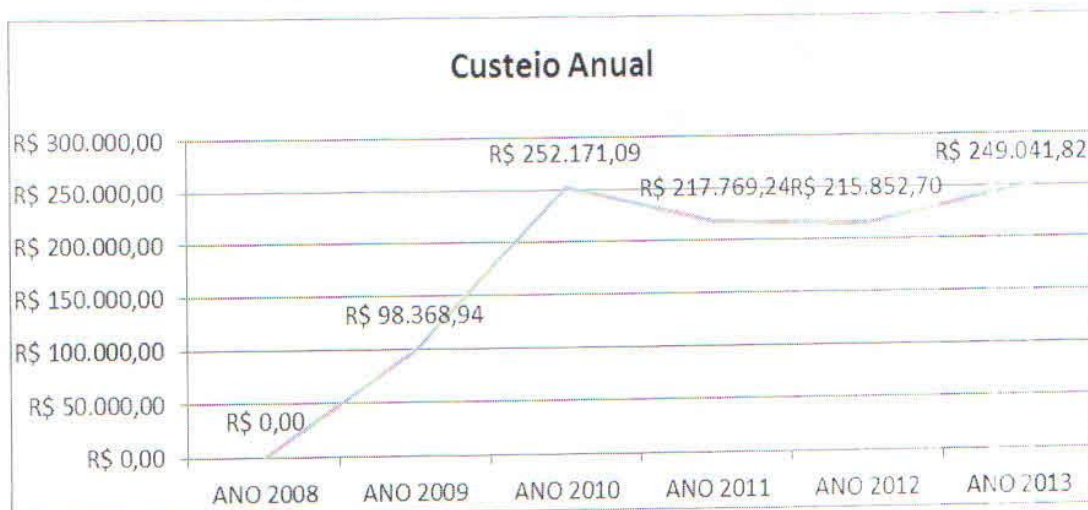 Custeio Anual
R$ 300.000,00
R$ 250.000,00
R$ 200.000,00
R$ 150.000,00
R$ 100.000,00
R$ 50.000,00
R$ 0,00
R$ 0,00
R$ 98.368,94
R$ 252.171,09
R$ 217.769,24
R$ 215.852,70
R$ 249.041,82
ANO 2008 ANO 2009 ANO 2010 ANO 2011 ANO 2012 ANO 2013